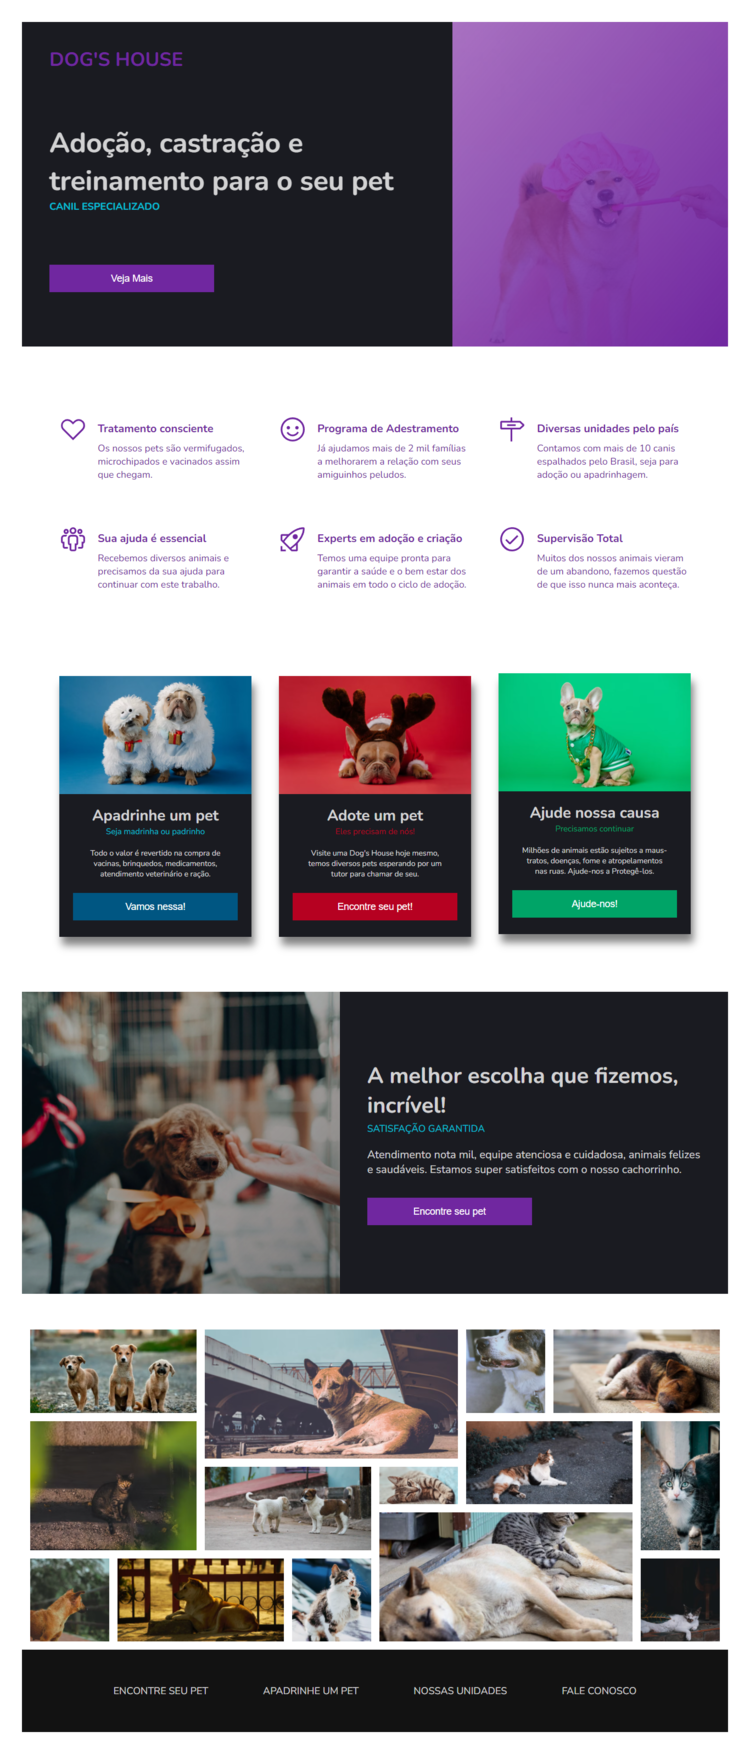 DOG'S HOUSE
Adoção, castração e
treinamento para o seu pet
CANIL ESPECIALIZADO
Veja Mais
Tratamento consciente
Os nossos pets são vermifugados,
microchipados e vacinados assim
que chegam.
Programa de Adestramento
Já ajudamos mais de 2 mil famílias
a melhorarem a relação com seus
amiguinhos peludos.
Diversas unidades pelo país
Contamos com mais de 10 canis
espalhados pelo Brasil, seja para
adoção ou apadrinhagem.
Sua ajuda é essencial
Recebemos diversos animais e
precisamos da sua ajuda para
continuar com este trabalho.
Experts em adoção e criação
Temos uma equipe pronta para
garantir a saúde e o bem estar dos
animais em todo o ciclo de adoção.
Supervisão Total
Muitos dos nossos animais vieram
de um abandono, fazemos questão
de que isso nunca mais aconteça.
Apadrinhe um pet
Seja madrinha ou padrinho
Todo o valor é revertido na compra de
vacinas, brinquedos, medicamentos,
atendimento veterinário e ração.
Vamos nessa!
Adote um pet
Eles precisam de nós!
Visite uma Dog's House hoje mesmo,
temos diversos pets esperando por um
tutor para chamar de seu.
Encontre seu pet!
Ajude nossa causa
Precisamos continuar
Milhões de animais estão sujeitos a maus-
tratos, doenças, fome e atropelamentos
nas ruas. Ajude-nos a Protegê-los.
Ajude-nos!
A melhor escolha que fizemos,
incrível!
SATISFAÇÃO GARANTIDA
Atendimento nota mil, equipe atenciosa e cuidadosa, animais felizes
e saudáveis. Estamos super satisfeitos com o nosso cachorrinho.
Encontre seu pet
ENCONTRE SEU PET
APADRINHE UM PET
NOSSAS UNIDADES
FALE CONOSCO